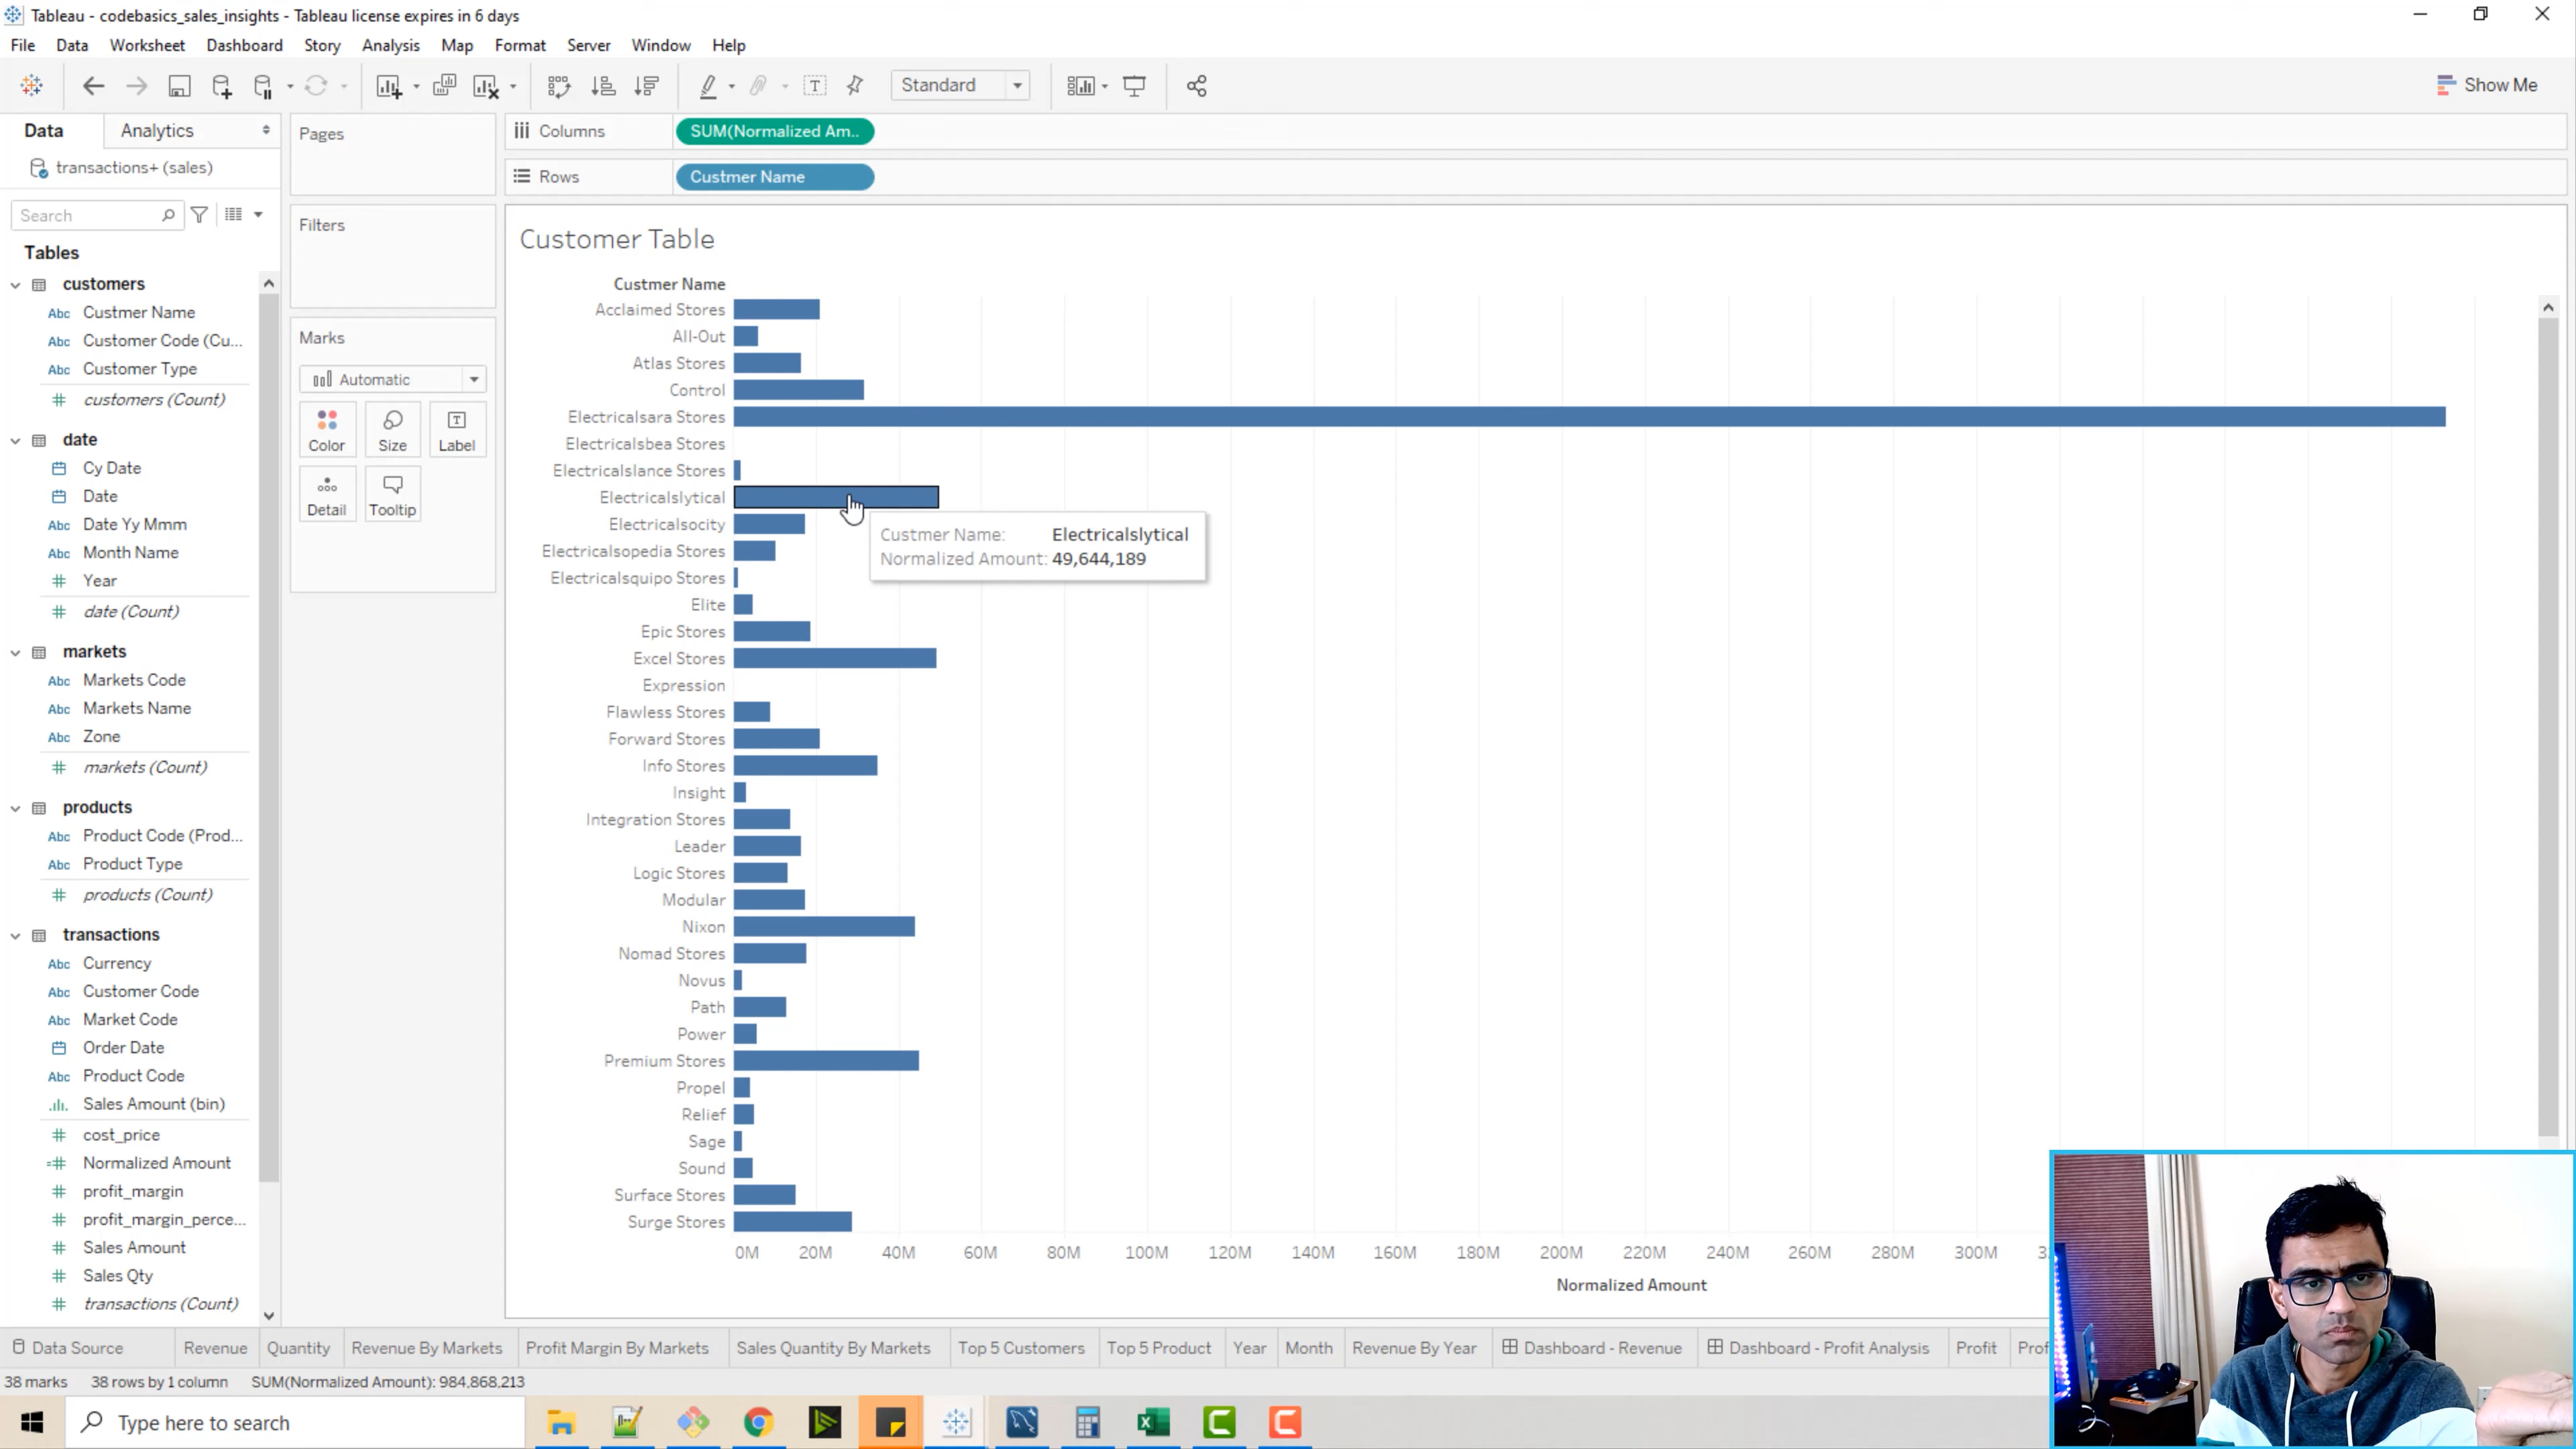 Tableau - codebasics_sales_insights - Tableau license expires in 6 days
File Data Worksheet Dashboard Story Analysis Map Format Server Window Help
Standard
Show Me
Data Analytics
transactions+ (sales)
Search
Tables
customers
Custmer Name
Customer Code (Cu...
Customer Type
customers (Count)
date
Cy Date
Date
Date Yy Mmm
Month Name
Year
date (Count)
markets
Markets Code
Markets Name
Zone
markets (Count)
products
Product Code (Prod...
Product Type
products (Count)
transactions
Currency
Customer Code
Market Code
Order Date
Product Code
Sales Amount (bin)
cost_price
Normalized Amount
profit_margin
profit_margin_perce...
Sales Amount
Sales Qty
transactions (Count)
Pages
Filters
Marks
Automatic
Color Size Label
Detail Tooltip
Columns SUM(Normalized Am..
Rows Custmer Name
Customer Table
Custmer Name
Acclaimed Stores
All-Out
Atlas Stores
Control
Electricalsara Stores
Electricalsbea Stores
Electricalslance Stores
Electricalslytical
Electricalsocity
Electricalsopedia Stores
Electricalsquipo Stores
Elite
Epic Stores
Excel Stores
Expression
Flawless Stores
Forward Stores
Info Stores
Insight
Integration Stores
Leader
Logic Stores
Modular
Nixon
Nomad Stores
Novus
Path
Power
Premium Stores
Propel
Relief
Sage
Sound
Surface Stores
Surge Stores
Custmer Name: Electricalslytical
Normalized Amount: 49,644,189
0M 20M 40M 60M 80M 100M 120M 140M 160M 180M 200M 220M 240M 260M 280M 300M
Normalized Amount
Data Source Revenue Quantity Revenue By Markets Profit Margin By Markets Sales Quantity By Markets Top 5 Customers Top 5 Product Year Month Revenue By Year Dashboard - Revenue Dashboard - Profit Analysis Profit Prof
38 marks 38 rows by 1 column SUM(Normalized Amount): 984,868,213
Type here to search